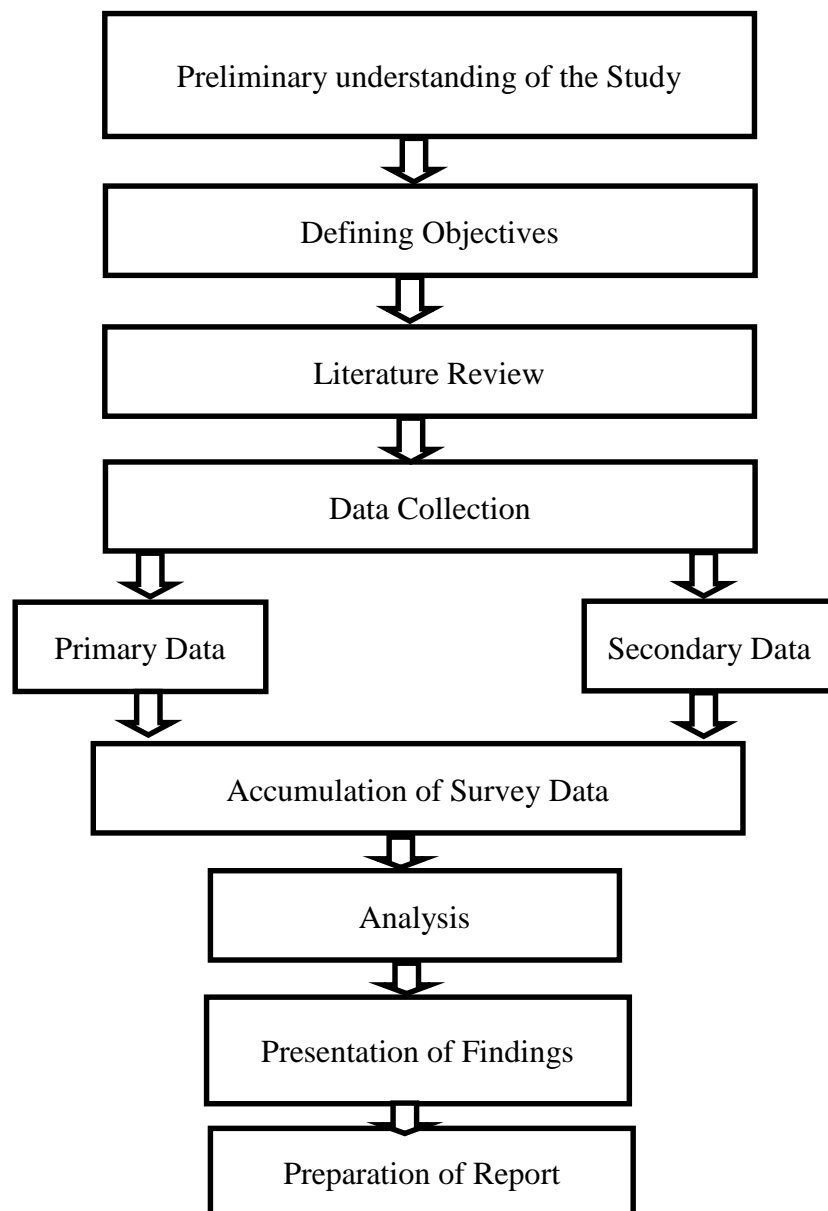 Preliminary understanding of the Study
Defining Objectives
Literature Review
Data Collection
Primary Data
Secondary Data
Accumulation of Survey Data
Analysis
Presentation of Findings
Preparation of Report